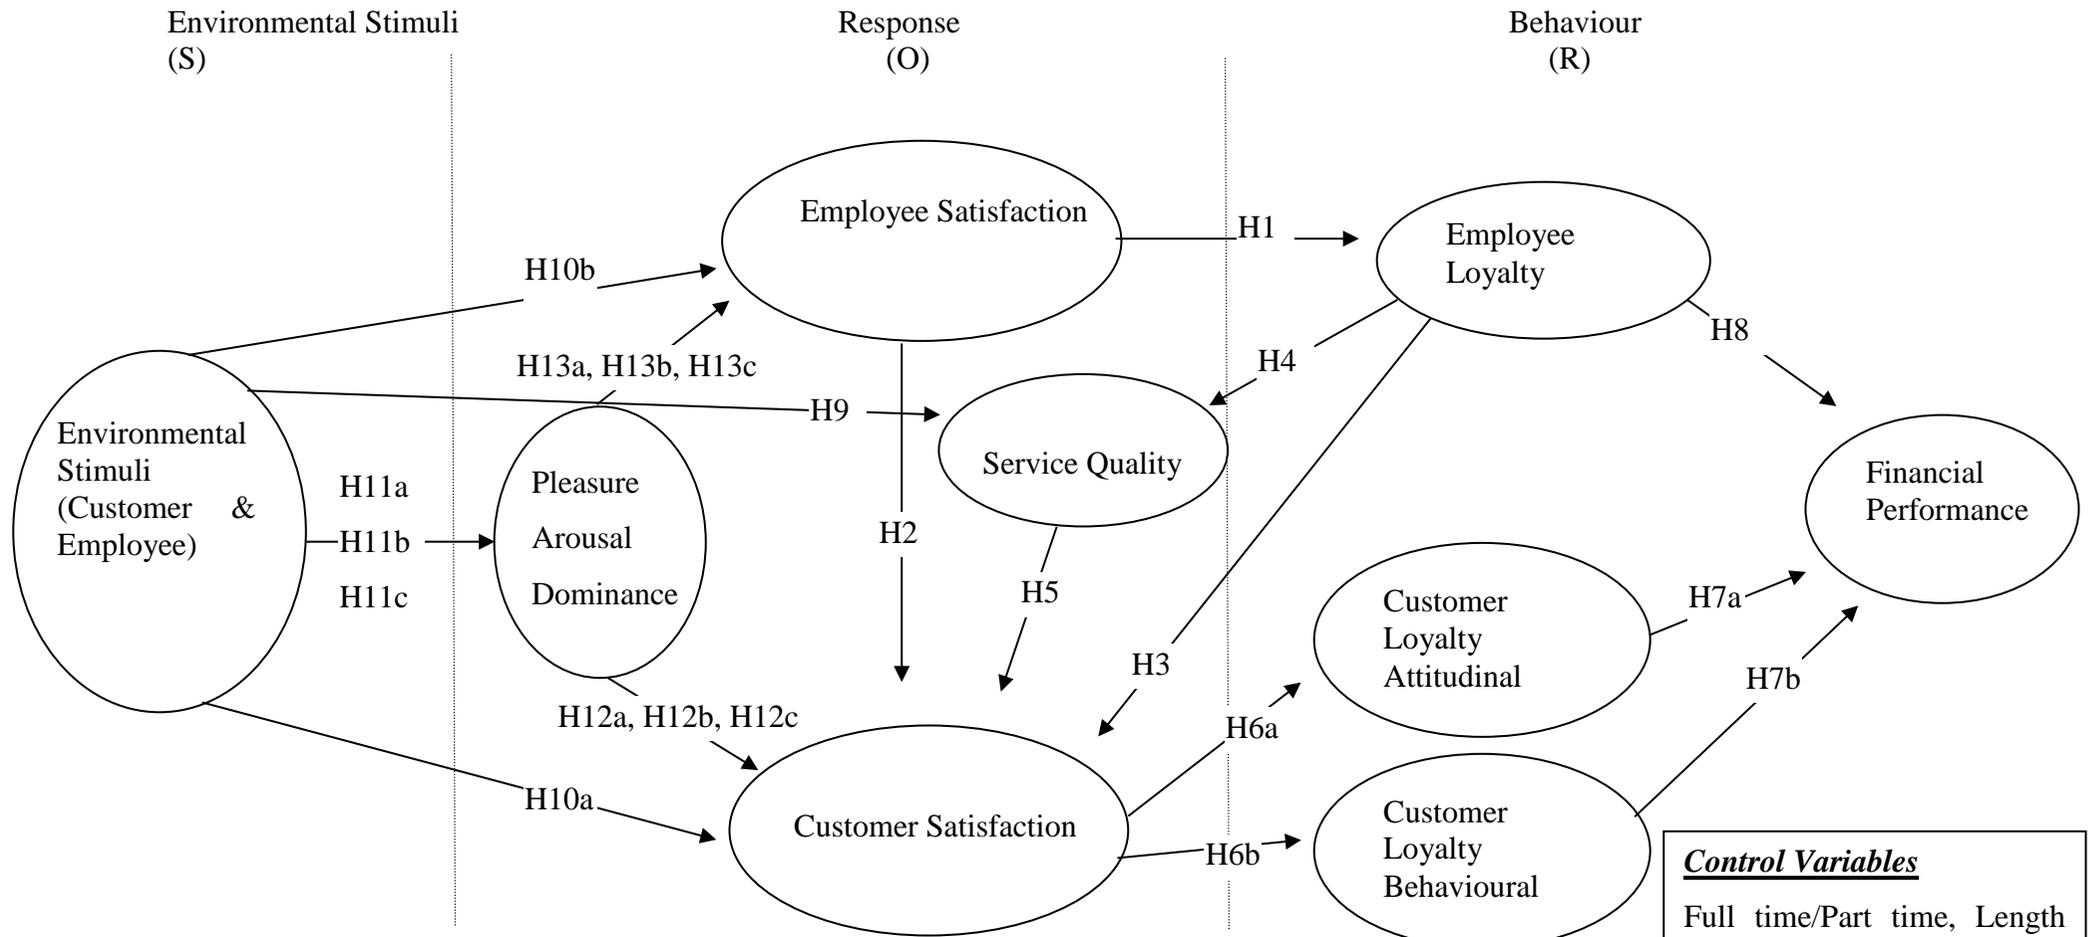 Environmental Stimuli
(S)
Response
(O)
Behaviour
(R)
Employee Satisfaction
H1
Employee
Loyalty
H10b
H8
H13a, H13b, H13c
H4
H9
Environmental
Stimuli
(Customer &
Employee)
H11a
H11b
H11c
Pleasure
Arousal
Dominance
Service Quality
Financial
Performance
H2
H5
H3
Customer
Loyalty
Attitudinal
H7a
H7b
H12a, H12b, H12c
H6a
H10a
Customer Satisfaction
H6b
Customer
Loyalty
Behavioural
Control Variables
Full time/Part time, Length